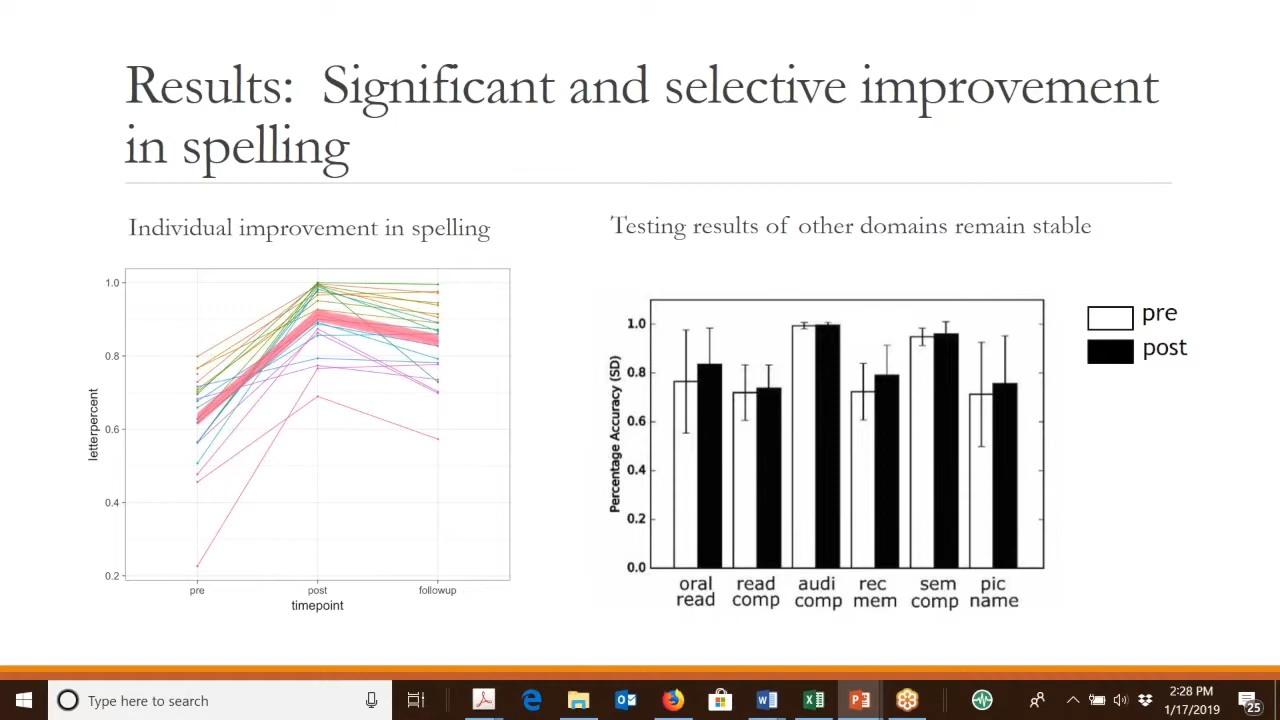 Results: Significant and selective improvement
in spelling
Individual improvement in spelling
Testing results of other domains remain stable
letterpercent
1.0
0.8
0.6
0.4
0.2
pre
post
followup
timepoint
Percentage Accuracy (SD)
1.0
0.8
0.6
0.4
0.2
0.0
oral
read
read
comp
audi
comp
rec
mem
sem
comp
pic
name
pre
post
Type here to search
2:28 PM
1/17/2019
25